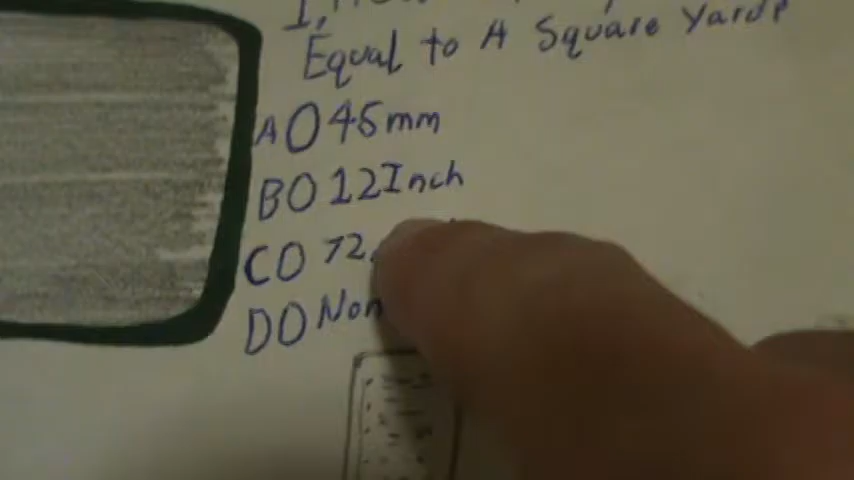 Equal to A Square Yard?
A O 45mm
B O 12Inch
C O 72
D O Non